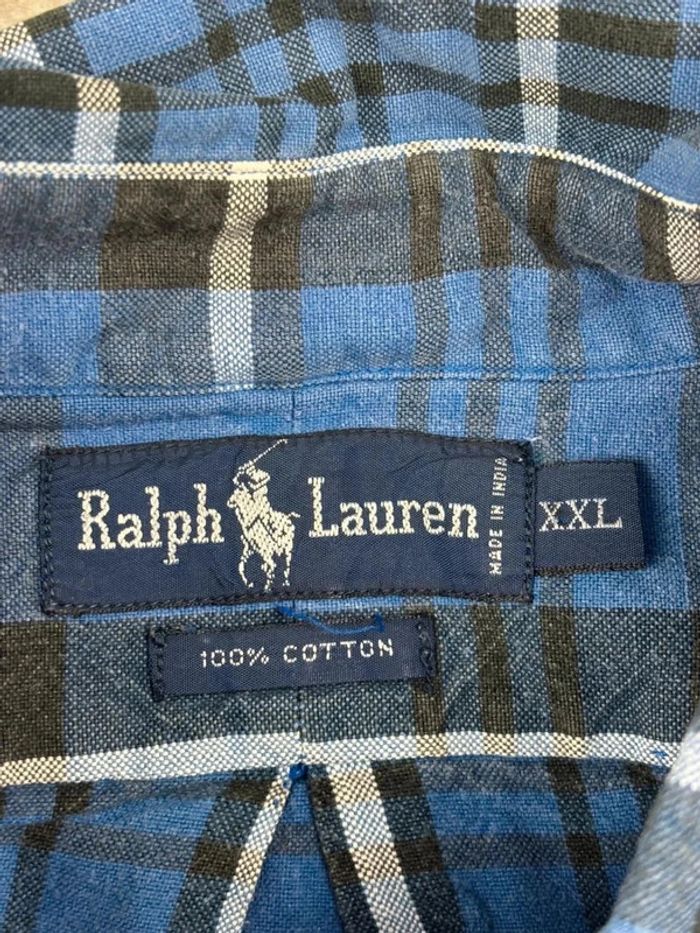 Ralph Lauren
MADE IN INDIA
XXL
100% COTTON